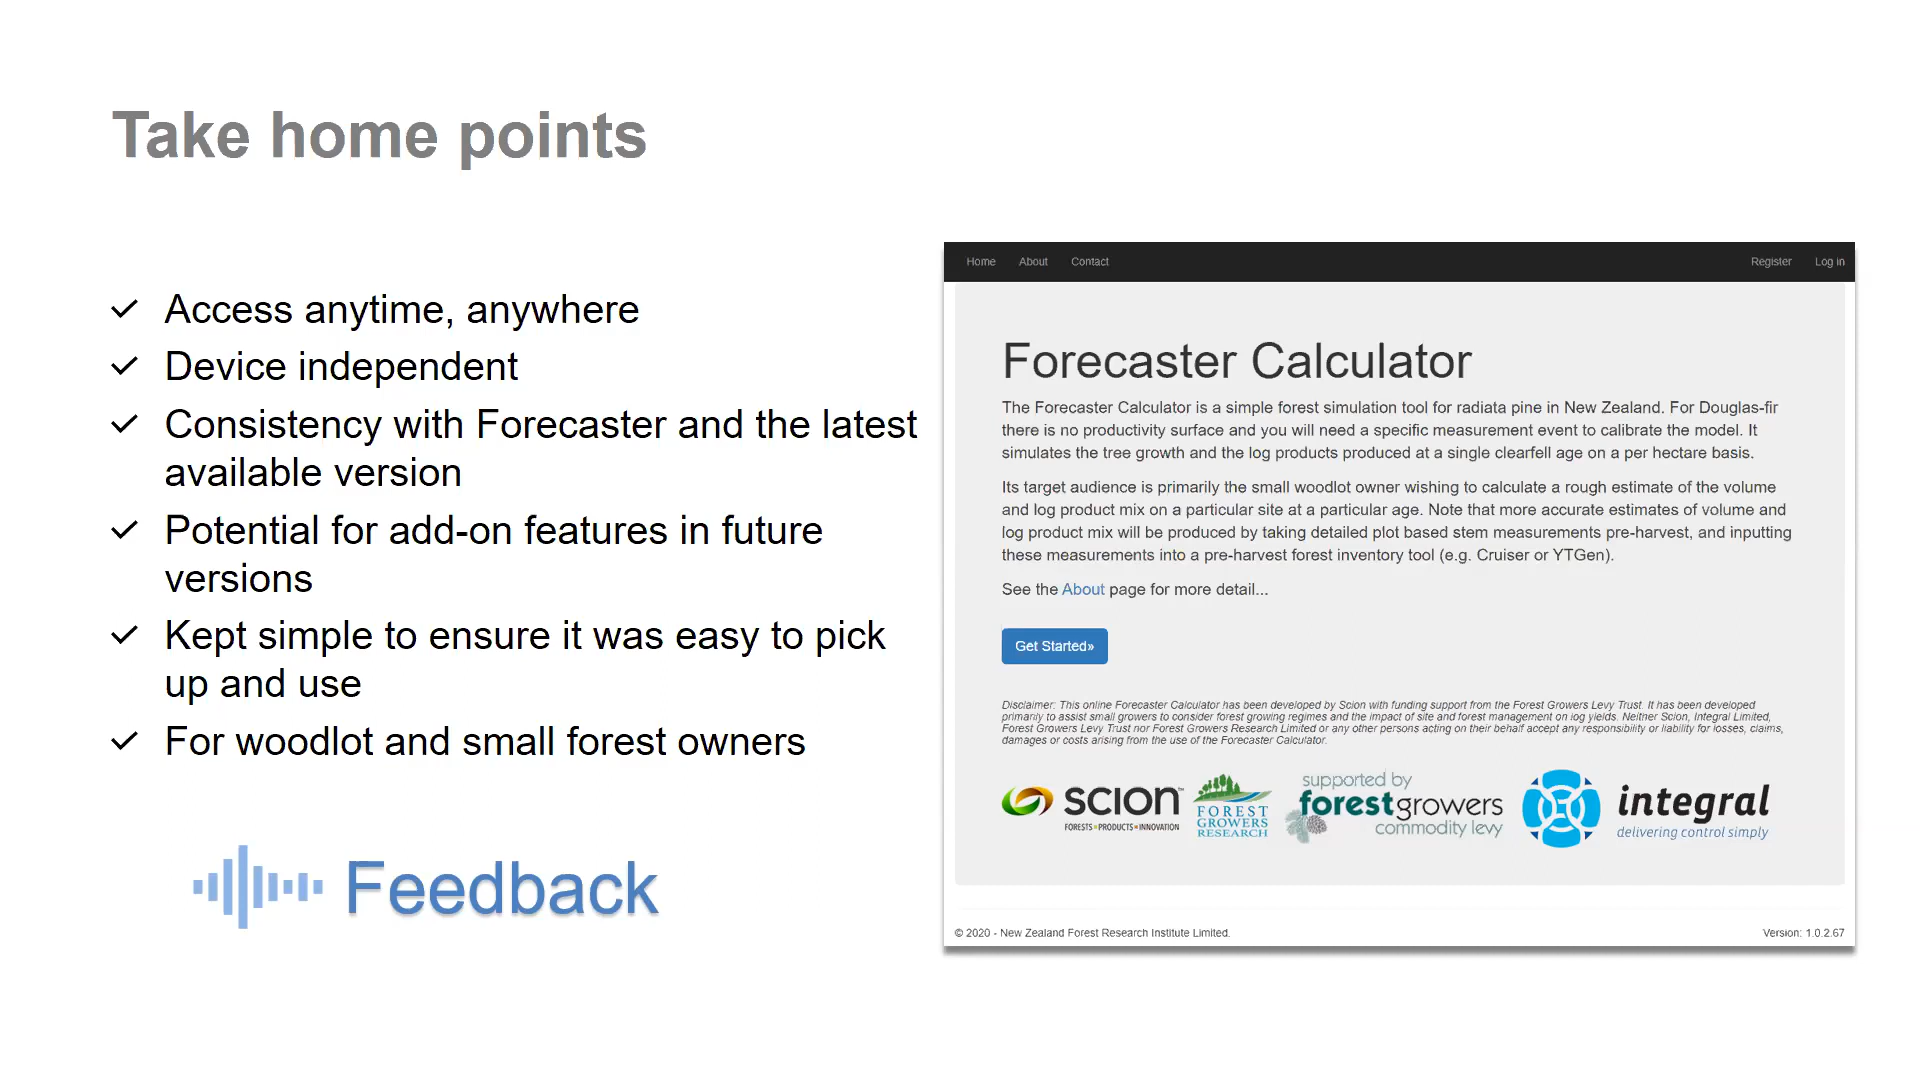 Take home points
Access anytime, anywhere
Device independent
Consistency with Forecaster and the latest
available version
Potential for add-on features in future
versions
Kept simple to ensure it was easy to pick
up and use
For woodlot and small forest owners
Feedback
Home About Contact Register Log in
Forecaster Calculator
The Forecaster Calculator is a simple forest simulation tool for radiata pine in New Zealand. For Douglas-fir
there is no productivity surface and you will need a specific measurement event to calibrate the model. It
simulates the tree growth and the log products produced at a single clearfell age on a per hectare basis.
Its target audience is primarily the small woodlot owner wishing to calculate a rough estimate of the volume
and log product mix on a particular site at a particular age. Note that more accurate estimates of volume and
log product mix will be produced by taking detailed plot based stem measurements pre-harvest, and inputting
these measurements into a pre-harvest forest inventory tool (e.g. Cruiser or YTGen).
See the About page for more detail...
Get Started»
Disclaimer: This online Forecaster Calculator has been developed by Scion with funding support from the Forest Growers Levy Trust. It has been developed
primarily to assist small growers to consider forest growing regimes and the impact of site and forest management on log yields. Neither Scion, Integral Limited,
Forest Growers Levy Trust nor Forest Growers Research Limited or any other persons acting on their behalf accept any responsibility or liability for losses, claims,
damages or costs arising from the use of the Forecaster Calculator.
SCION™
FORESTS▪PRODUCTS▪INNOVATION
FOREST
GROWERS
RESEARCH
supported by
forestgrowers
commodity levy
integral
delivering control simply
© 2020 - New Zealand Forest Research Institute Limited. Version: 1.0.2.67